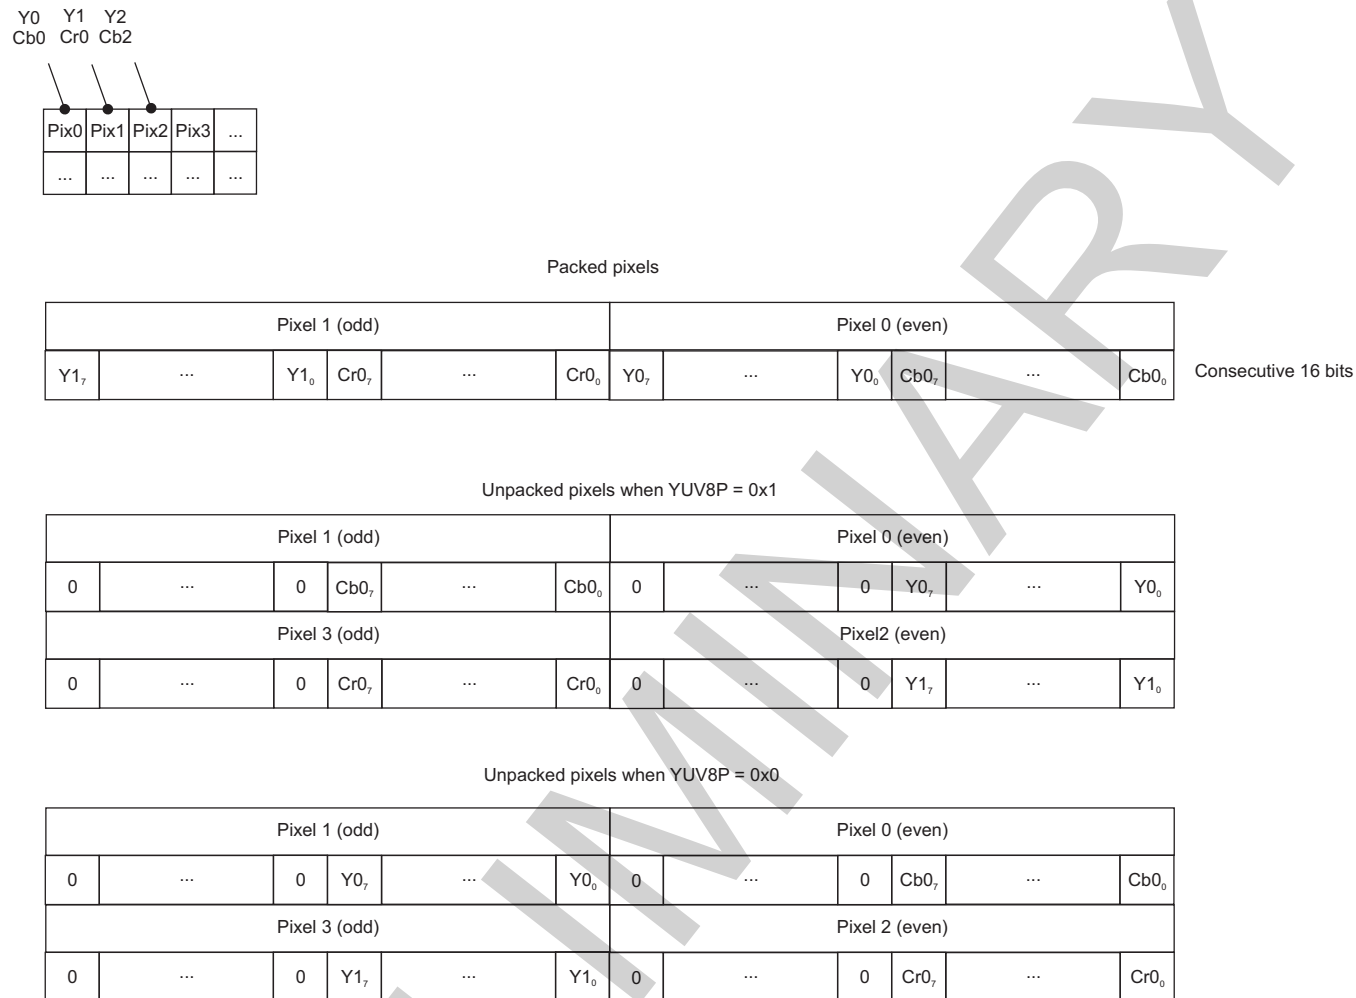 Y0 Y1 Y2
Cb0 Cr0 Cb2
Pix0 Pix1 Pix2 Pix3 ...
... ... ... ... ...
Packed pixels
Pixel 1 (odd) Pixel 0 (even)
Y1₇ ... Y1₀ Cr0₇ ... Cr0₀ Y0₇ ... Y0₀ Cb0₇ ... Cb0₀ Consecutive 16 bits
Unpacked pixels when YUV8P = 0x1
Pixel 1 (odd) Pixel 0 (even)
0 ... 0 Cb0₇ ... Cb0₀ 0 ... 0 Y0₇ ... Y0₀
Pixel 3 (odd) Pixel2 (even)
0 ... 0 Cr0₇ ... Cr0₀ 0 ... 0 Y1₇ ... Y1₀
Unpacked pixels when YUV8P = 0x0
Pixel 1 (odd) Pixel 0 (even)
0 ... 0 Y0₇ ... Y0₀ 0 ... 0 Cb0₇ ... Cb0₀
Pixel 3 (odd) Pixel 2 (even)
0 ... 0 Y1₇ ... Y1₀ 0 ... 0 Cr0₇ ... Cr0₀
IMINARY